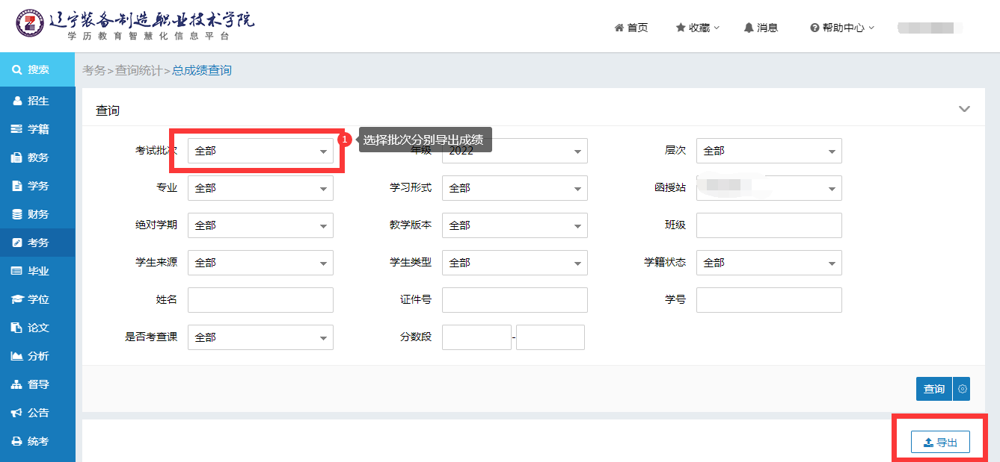 辽宁装备制造职业技术学院
学历教育智慧化信息平台
首页 收藏 消息 帮助中心
搜索
招生
学籍
教务
学务
财务
考务
毕业
学位
论文
分析
督导
公告
统考
考务>查询统计>总成绩查询
查询
考试批次 全部 1 选择批次分别导出成绩 年级 2022 层次 全部
专业 全部 学习形式 全部 函授站
绝对学期 全部 教学版本 全部 班级
学生来源 全部 学生类型 全部 学籍状态 全部
姓名 证件号 学号
是否考查课 全部 分数段 -
查询
导出